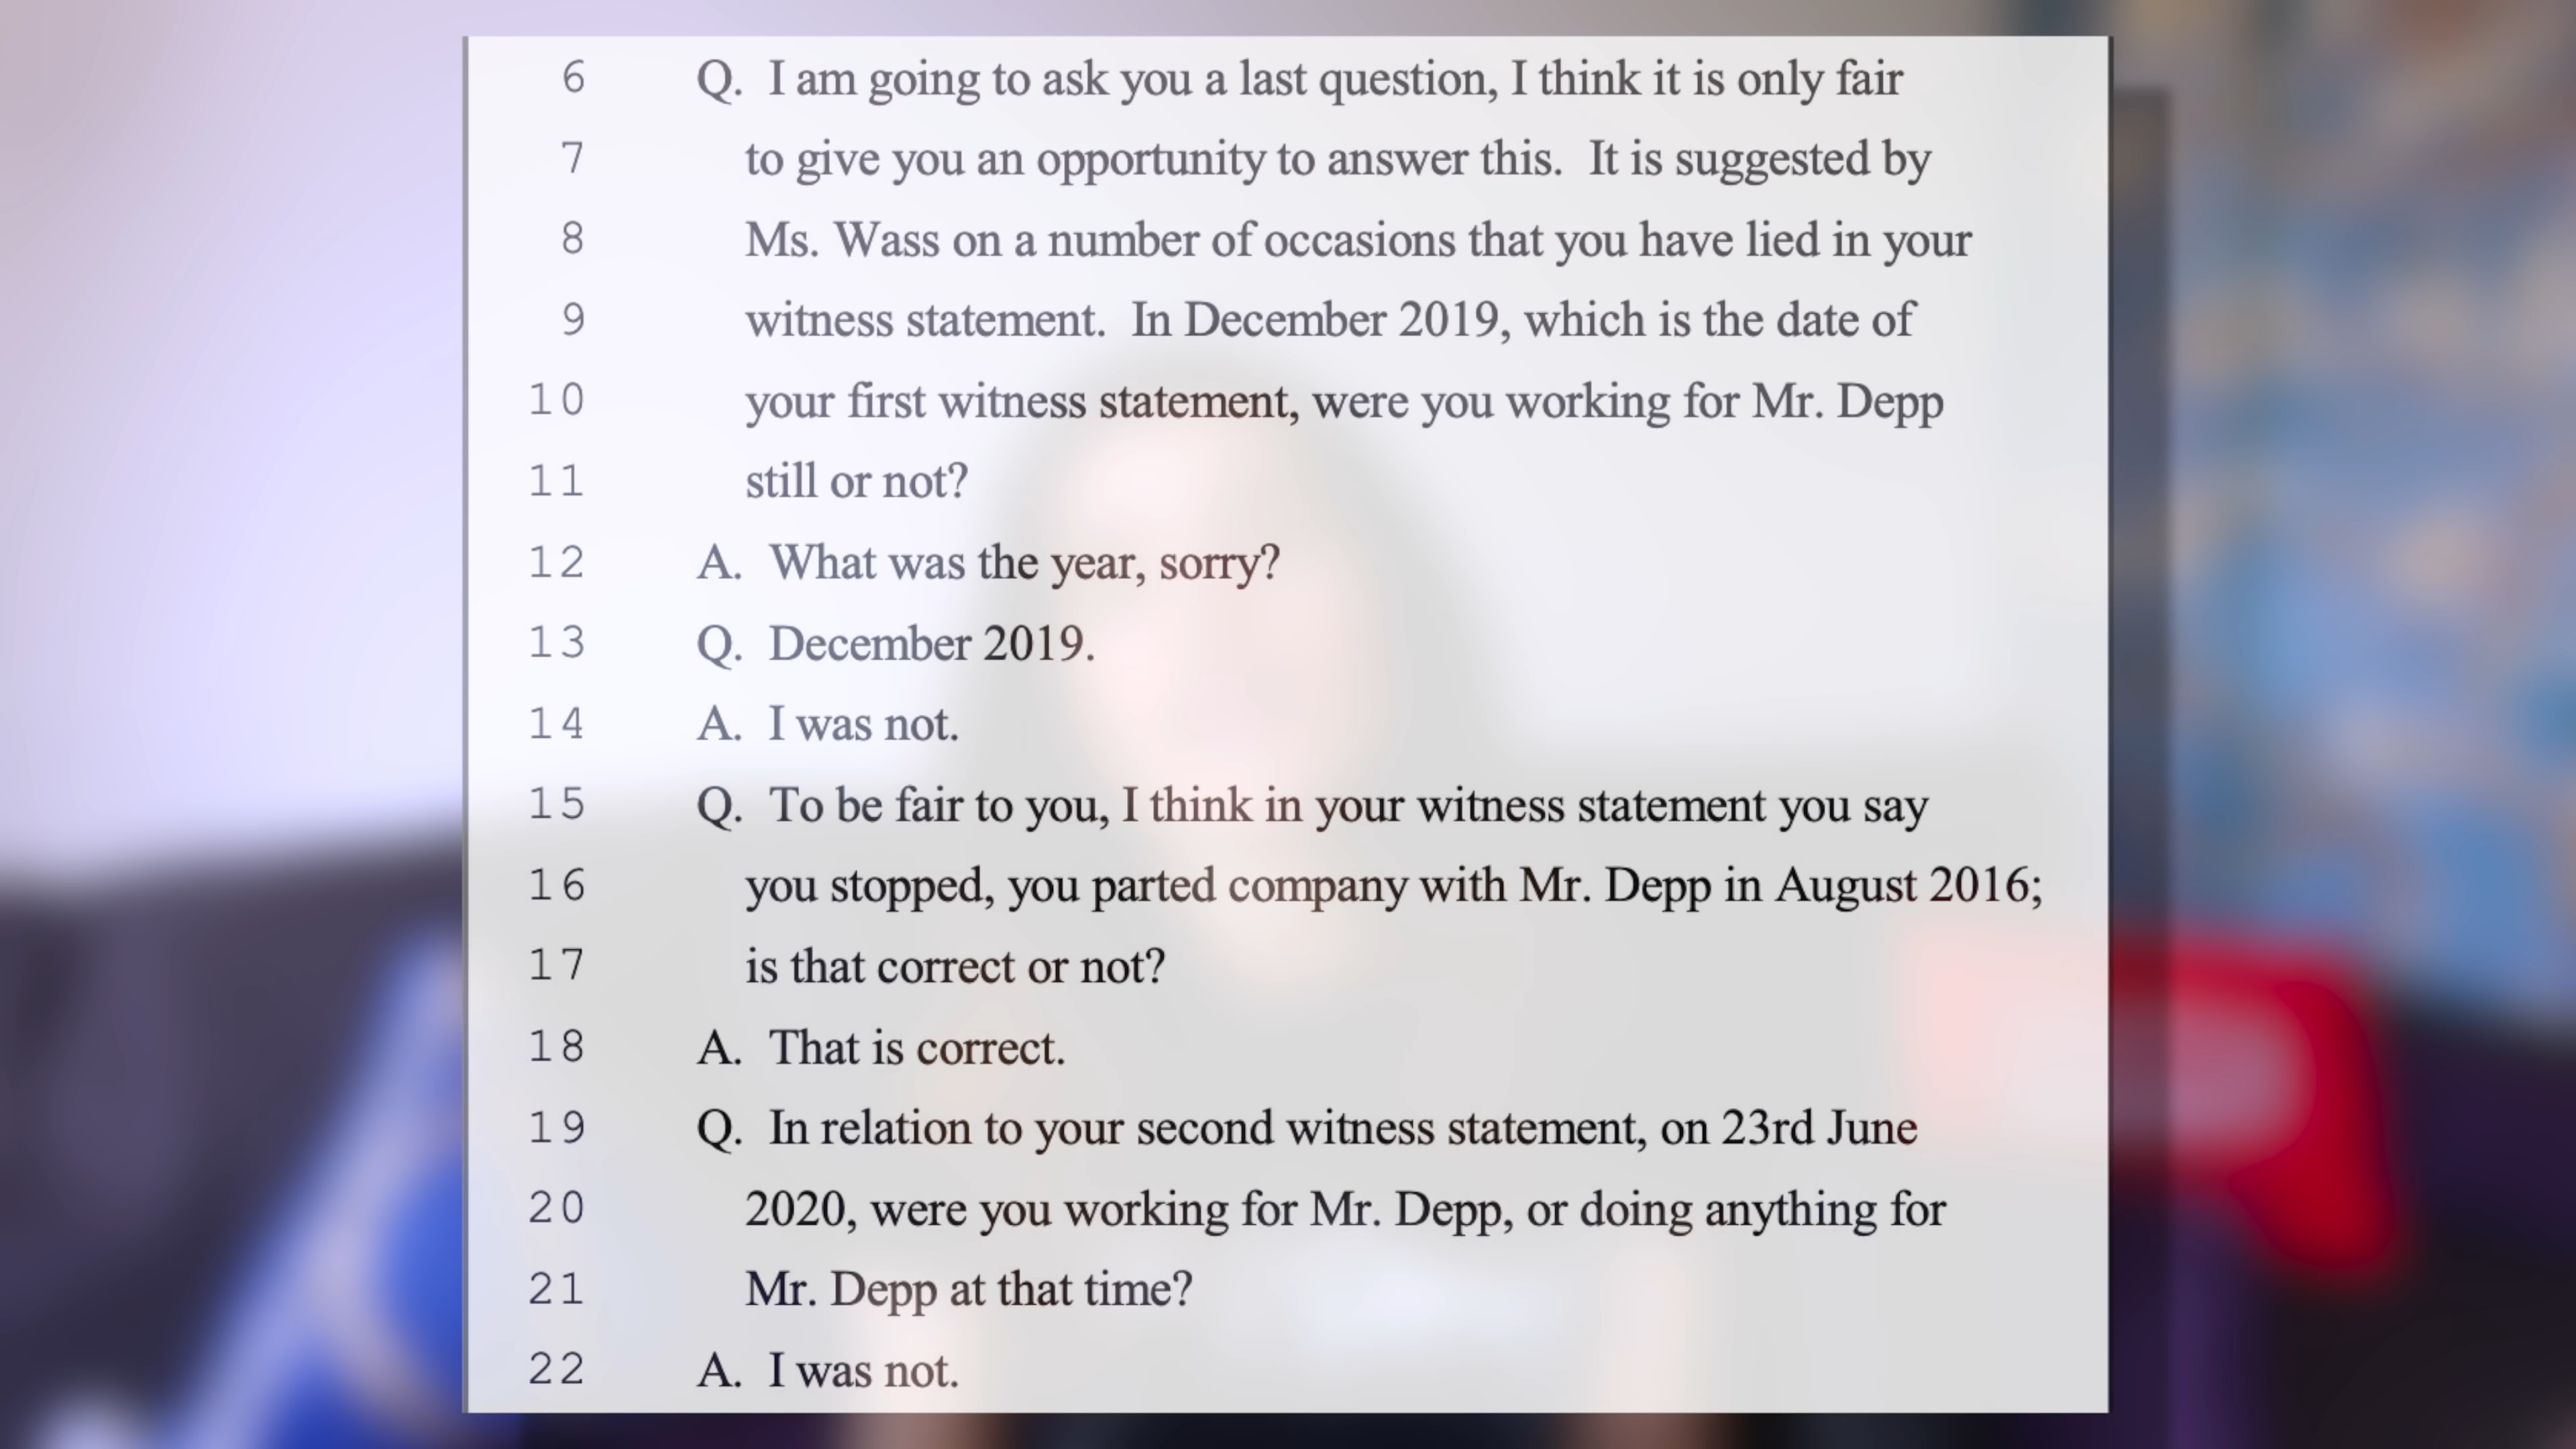 6 Q. I am going to ask you a last question, I think it is only fair
7 to give you an opportunity to answer this. It is suggested by
8 Ms. Wass on a number of occasions that you have lied in your
9 witness statement. In December 2019, which is the date of
10 your first witness statement, were you working for Mr. Depp
11 still or not?
12 A. What was the year, sorry?
13 Q. December 2019.
14 A. I was not.
15 Q. To be fair to you, I think in your witness statement you say
16 you stopped, you parted company with Mr. Depp in August 2016;
17 is that correct or not?
18 A. That is correct.
19 Q. In relation to your second witness statement, on 23rd June
20 2020, were you working for Mr. Depp, or doing anything for
21 Mr. Depp at that time?
22 A. I was not.